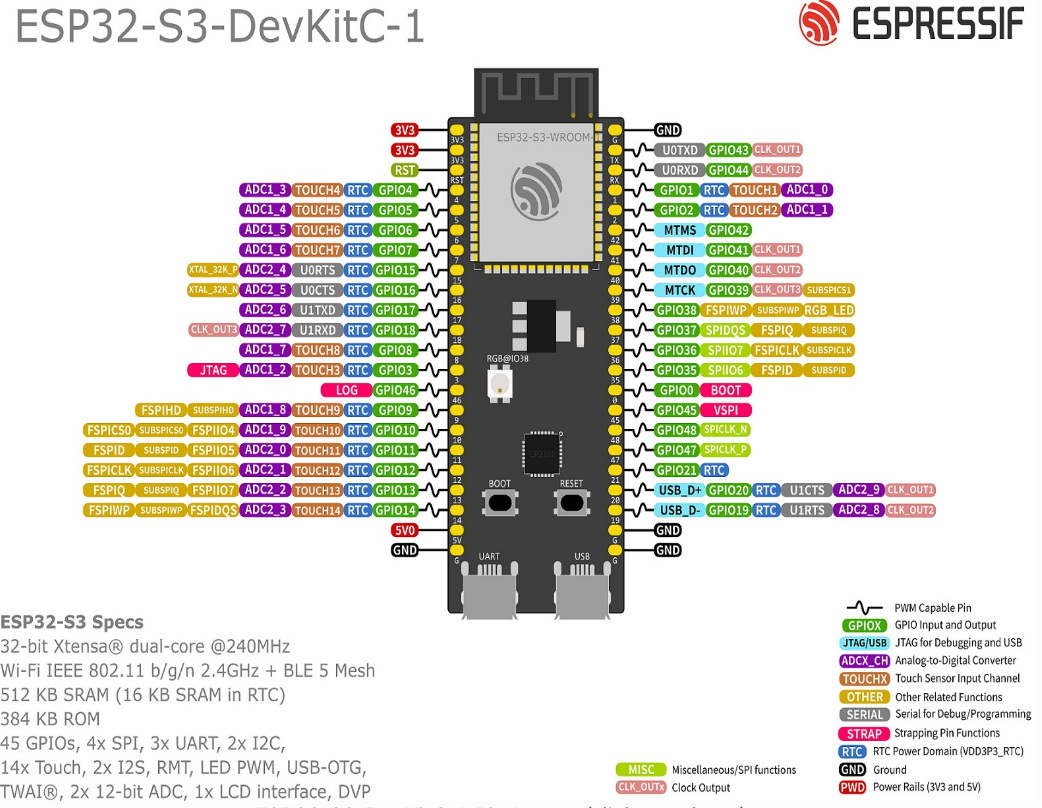 ESP32-S3-DevKitC-1
ESPRESSIF
3V3 GND
3V3 U0TXD GPIO43 CLK_OUT1
RST U0RXD GPIO44 CLK_OUT2
ADC1_3 TOUCH4 RTC GPIO4 GPIO1 RTC TOUCH1 ADC1_0
ADC1_4 TOUCH5 RTC GPIO5 GPIO2 RTC TOUCH2 ADC1_1
ADC1_5 TOUCH6 RTC GPIO6 MTMS GPIO42
ADC1_6 TOUCH7 RTC GPIO7 MTDI GPIO41 CLK_OUT1
XTAL_32K_P ADC2_4 U0RTS RTC GPIO15 MTDO GPIO40 CLK_OUT2
XTAL_32K_N ADC2_5 U0CTS RTC GPIO16 MTCK GPIO39 CLK_OUT3 SUBSPICS1
ADC2_6 U1TXD RTC GPIO17 GPIO38 FSPIWP SUBSPIWP RGB_LED
CLK_OUT3 ADC2_7 U1RXD RTC GPIO18 GPIO37 SPIDQS FSPIQ SUBSPIQ
ADC1_7 TOUCH8 RTC GPIO8 GPIO36 SPIIO7 FSPICLK SUBSPICLK
JTAG ADC1_2 TOUCH3 RTC GPIO3 GPIO35 SPIIO6 FSPID SUBSPID
LOG GPIO46 GPIO0 BOOT
FSPIHD SUBSPIHD ADC1_8 TOUCH9 RTC GPIO9 GPIO45 VSPI
FSPICS0 SUBSPICS0 FSPIIO4 ADC1_9 TOUCH10 RTC GPIO10 GPIO48 SPICLK_N
FSPID SUBSPID FSPIIO5 ADC2_0 TOUCH11 RTC GPIO11 GPIO47 SPICLK_P
FSPICLK SUBSPICLK FSPIIO6 ADC2_1 TOUCH12 RTC GPIO12 GPIO21 RTC
FSPIQ SUBSPIQ FSPIIO7 ADC2_2 TOUCH13 RTC GPIO13 USB_D+ GPIO20 RTC U1CTS ADC2_9 CLK_OUT1
FSPIWP SUBSPIWP FSPIDQS ADC2_3 TOUCH14 RTC GPIO14 USB_D- GPIO19 RTC U1RTS ADC2_8 CLK_OUT2
5V0 GND
GND GND
ESP32-S3-WROOM-
3V3 G
3V3 TX
RST RX
4 1
5 2
6 42
7 41
15 40
16 39
17 38
18 37
8 36
3 35
46 0
9 45
10 48
11 47
12 21
13 20
14 19
5V G
G G
RGB@IO38
CP2102
BOOT RESET
UART USB
ESP32-S3 Specs
32-bit Xtensa® dual-core @240MHz
Wi-Fi IEEE 802.11 b/g/n 2.4GHz + BLE 5 Mesh
512 KB SRAM (16 KB SRAM in RTC)
384 KB ROM
45 GPIOs, 4x SPI, 3x UART, 2x I2C,
14x Touch, 2x I2S, RMT, LED PWM, USB-OTG,
TWAI®, 2x 12-bit ADC, 1x LCD interface, DVP
MISC Miscellaneous/SPI functions
CLK_OUTx Clock Output
PWM Capable Pin
GPIOX GPIO Input and Output
JTAG/USB JTAG for Debugging and USB
ADCX_CH Analog-to-Digital Converter
TOUCHX Touch Sensor Input Channel
OTHER Other Related Functions
SERIAL Serial for Debug/Programming
STRAP Strapping Pin Functions
RTC RTC Power Domain (VDD3P3_RTC)
GND Ground
PWD Power Rails (3V3 and 5V)